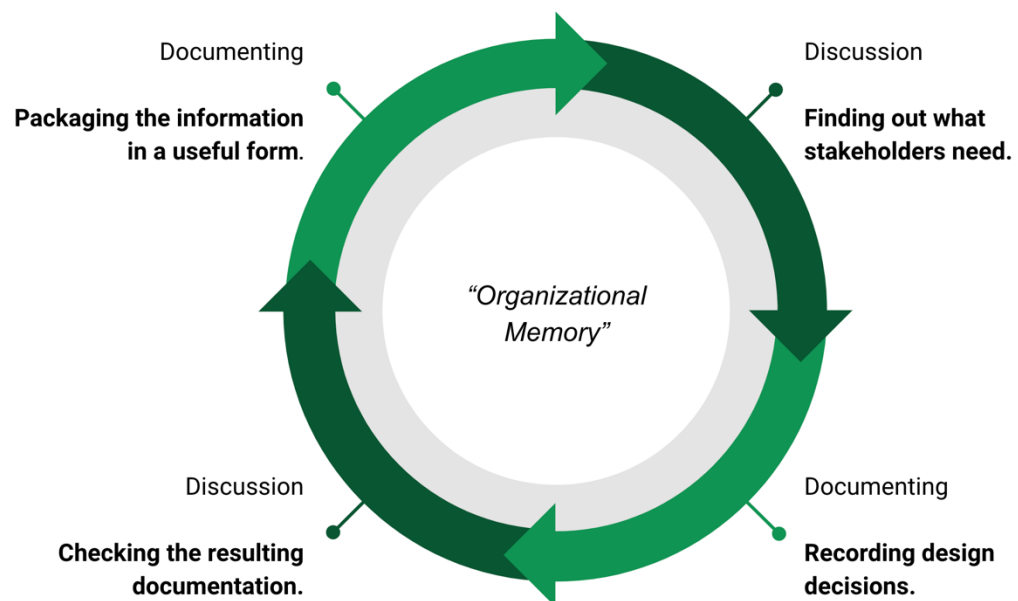 Documenting
Packaging the information
in a useful form.
Discussion
Finding out what
stakeholders need.
“Organizational
Memory”
Discussion
Checking the resulting
documentation.
Documenting
Recording design
decisions.